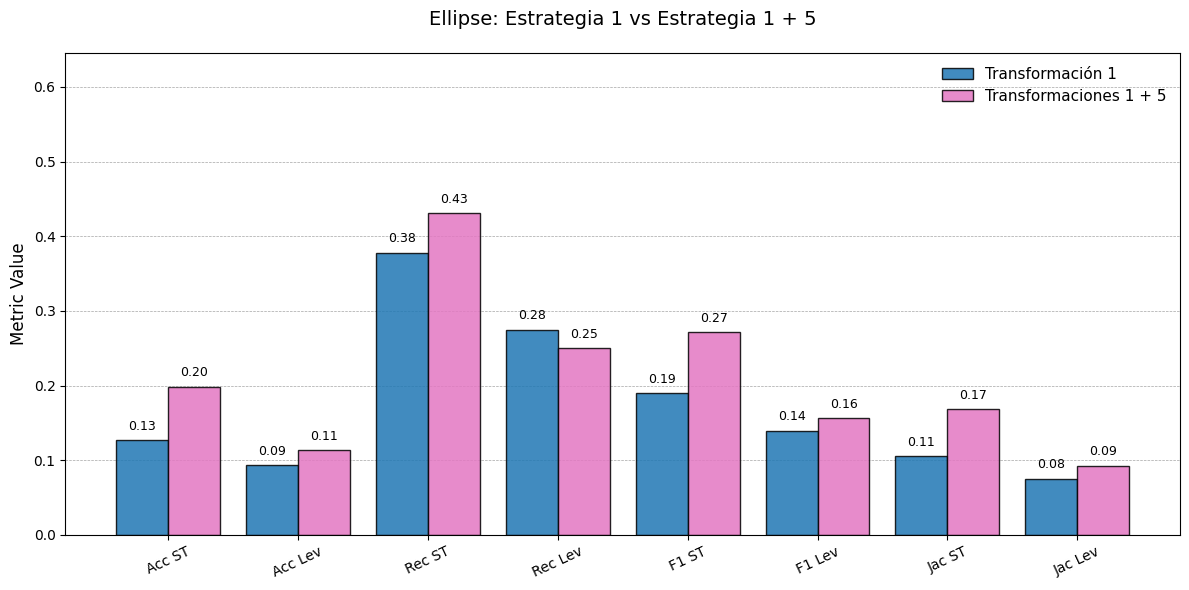 Ellipse: Estrategia 1 vs Estrategia 1 + 5
Transformación 1
Transformaciones 1 + 5
Metric Value
0.6
0.5
0.4
0.3
0.2
0.1
0.0
0.13
0.20
0.09
0.11
0.38
0.43
0.28
0.25
0.19
0.27
0.14
0.16
0.11
0.17
0.08
0.09
Acc ST
Acc Lev
Rec ST
Rec Lev
F1 ST
F1 Lev
Jac ST
Jac Lev